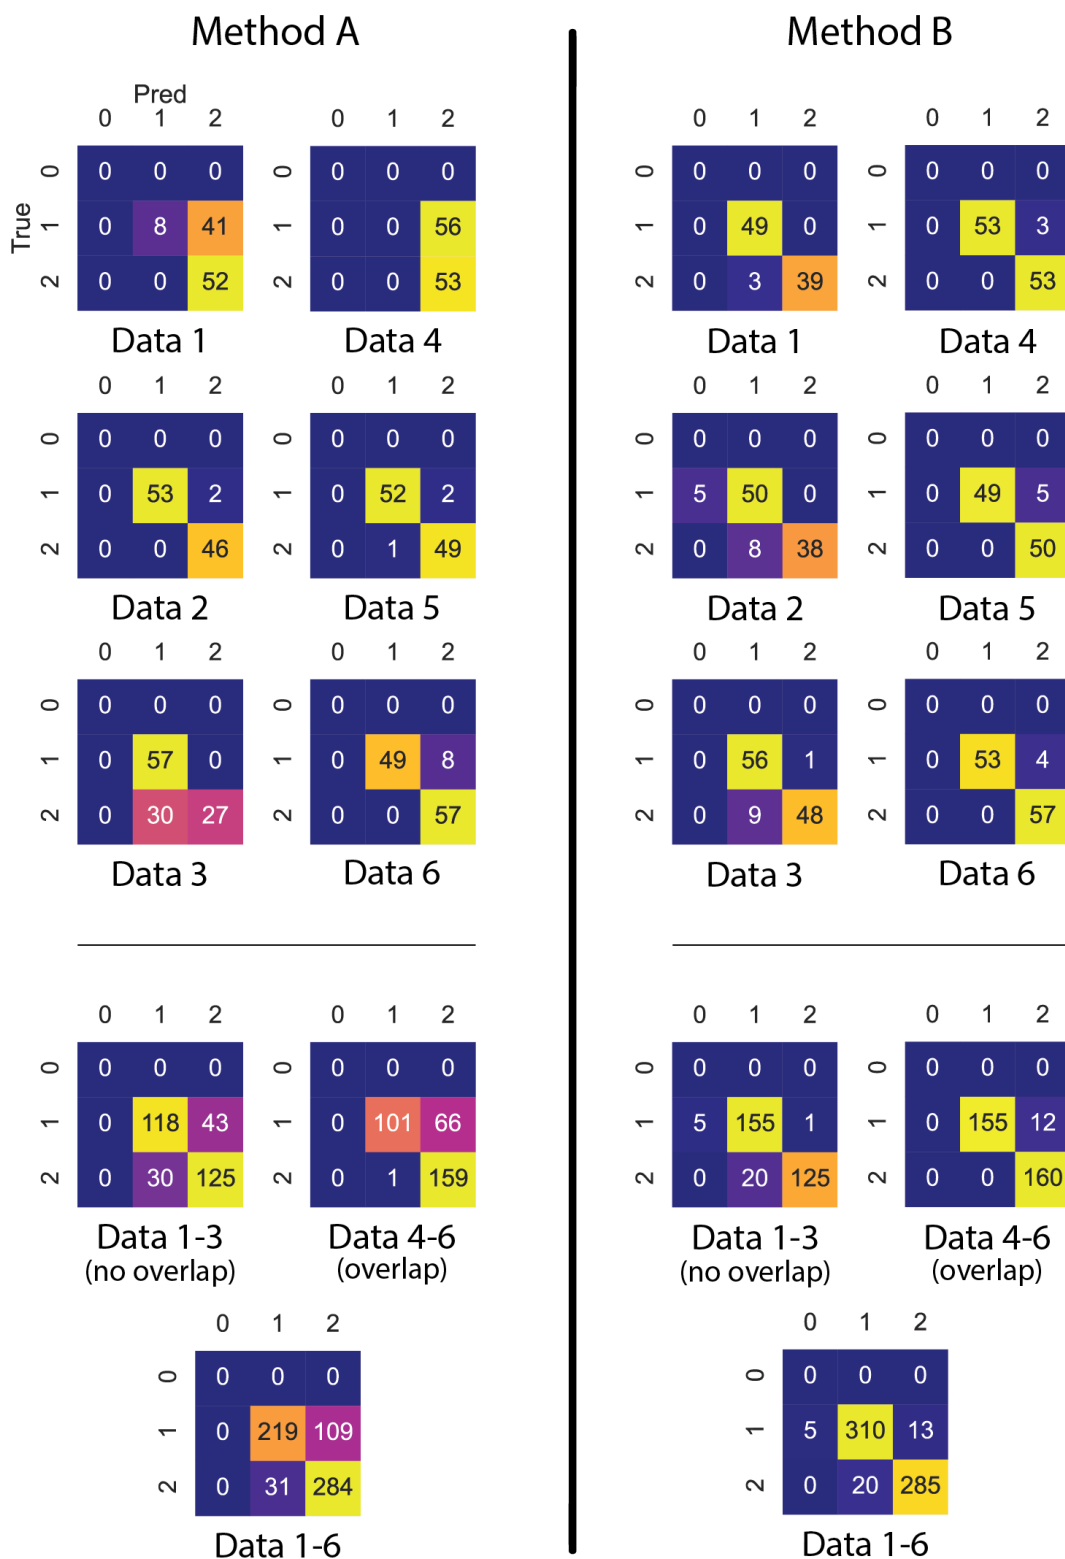 Method A
Method B
Pred
True
0 1 2
0 0 0 0
1 0 8 41
2 0 0 52
Data 1
0 1 2
0 0 0 0
1 0 0 56
2 0 0 53
Data 4
0 1 2
0 0 0 0
1 0 49 0
2 0 3 39
Data 1
0 1 2
0 0 0 0
1 0 53 3
2 0 0 53
Data 4
0 1 2
0 0 0 0
1 0 53 2
2 0 0 46
Data 2
0 1 2
0 0 0 0
1 0 52 2
2 0 1 49
Data 5
0 1 2
0 0 0 0
1 5 50 0
2 0 8 38
Data 2
0 1 2
0 0 0 0
1 0 49 5
2 0 0 50
Data 5
0 1 2
0 0 0 0
1 0 57 0
2 0 30 27
Data 3
0 1 2
0 0 0 0
1 0 49 8
2 0 0 57
Data 6
0 1 2
0 0 0 0
1 0 56 1
2 0 9 48
Data 3
0 1 2
0 0 0 0
1 0 53 4
2 0 0 57
Data 6
0 1 2
0 0 0 0
1 0 118 43
2 0 30 125
Data 1-3
(no overlap)
0 1 2
0 0 0 0
1 0 101 66
2 0 1 159
Data 4-6
(overlap)
0 1 2
0 0 0 0
1 5 155 1
2 0 20 125
Data 1-3
(no overlap)
0 1 2
0 0 0 0
1 0 155 12
2 0 0 160
Data 4-6
(overlap)
0 1 2
0 0 0 0
1 0 219 109
2 0 31 284
Data 1-6
0 1 2
0 0 0 0
1 5 310 13
2 0 20 285
Data 1-6